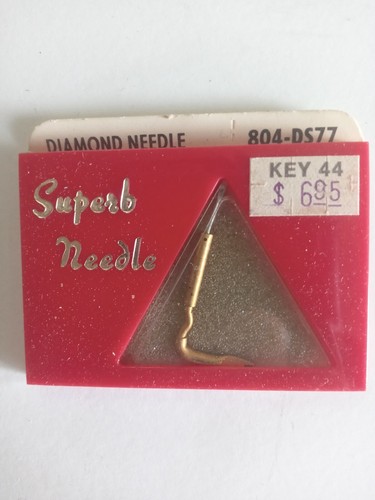 DIAMOND NEEDLE 804-DS77
KEY 44
$ 6.95
Superb
Needle